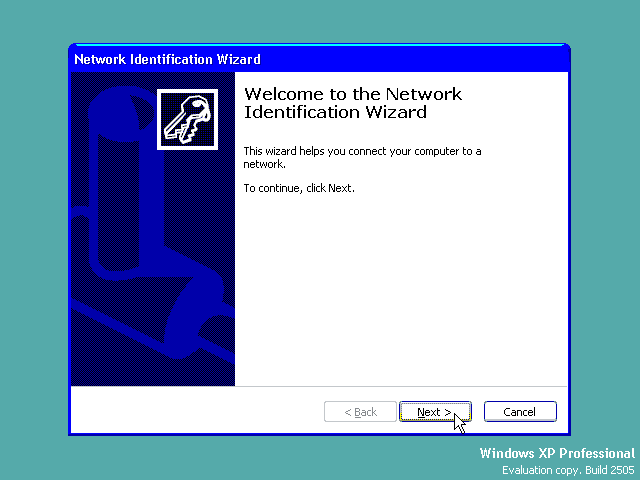 Network Identification Wizard
Welcome to the Network
Identification Wizard
This wizard helps you connect your computer to a
network.
To continue, click Next.
< Back
Next >
Cancel
Windows XP Professional
Evaluation copy. Build 2505